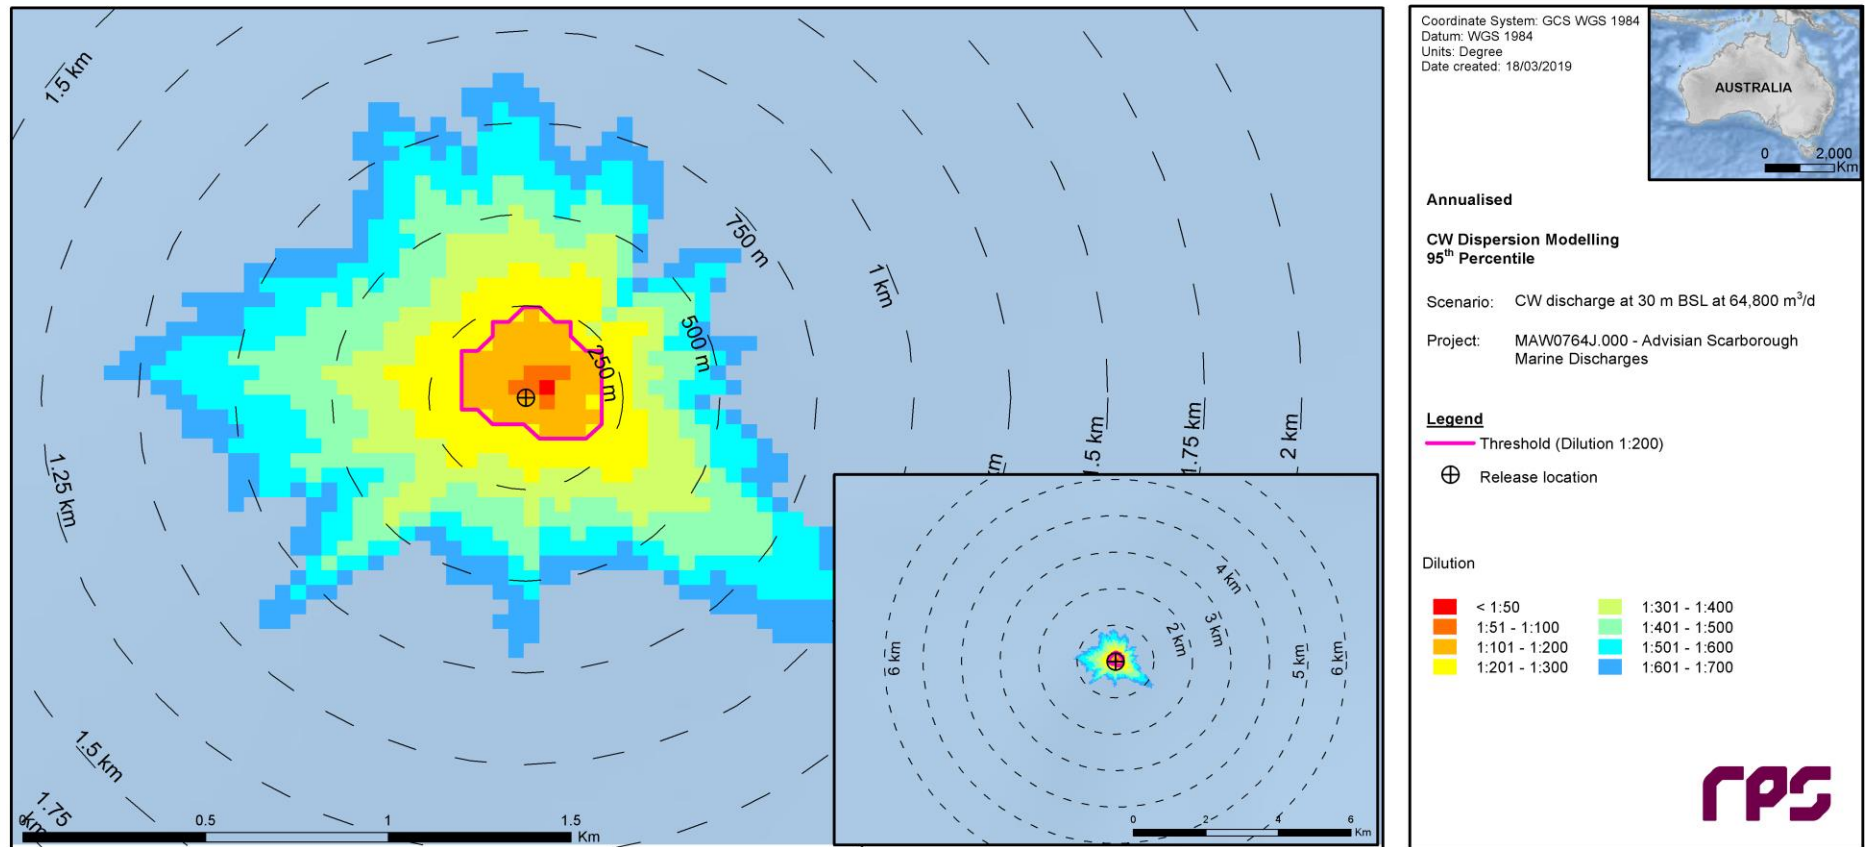 1.5 km
750 m
1 km
500 m
250 m
1.25 km
km
1.5 km
1.75 km
2 km
1.5 km
1.75
km
0 0.5 1 1.5
Km
4 km
3 km
2 km
6 km
5 km
6 km
0 2 4 6
Km
Coordinate System: GCS WGS 1984
Datum: WGS 1984
Units: Degree
Date created: 18/03/2019
AUSTRALIA
0 2,000
Km
Annualised
CW Dispersion Modelling
95th Percentile
Scenario: CW discharge at 30 m BSL at 64,800 m³/d
Project: MAW0764J.000 - Advisian Scarborough
Marine Discharges
Legend
Threshold (Dilution 1:200)
Release location
Dilution
< 1:50 1:301 - 1:400
1:51 - 1:100 1:401 - 1:500
1:101 - 1:200 1:501 - 1:600
1:201 - 1:300 1:601 - 1:700
rps